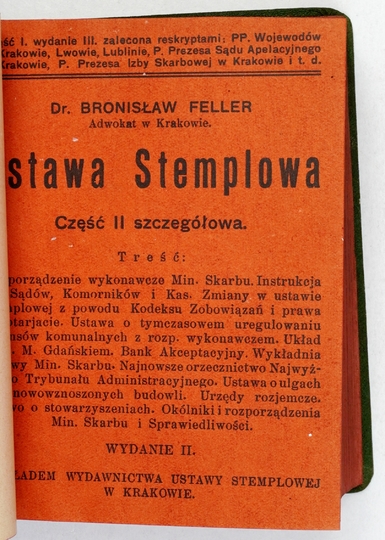 ść I. wydanie III. zalecona reskryptami: PP. Wojewodów
Krakowie, Lwowie, Lublinie, P. Prezesa Sądu Apelacyjnego
Krakowie, P. Prezesa Izby Skarbowej w Krakowie i t. d.
Dr. BRONISŁAW FELLER
Adwokat w Krakowie.
stawa Stemplowa
Część II szczegółowa.
Treść:
porządzenie wykonawcze Min. Skarbu. Instrukcja
Sądów, Komorników i Kas. Zmiany w ustawie
plowej z powodu Kodeksu Zobowiązań i prawa
otarjacie. Ustawa o tymczasowem uregulowaniu
usów komunalnych z rozp. wykonawczem. Układ
M. Gdańskiem. Bank Akceptacyjny. Wykładnia
wy Min. Skarbu. Najnowsze orzecznictwo Najwyż-
o Trybunału Administracyjnego. Ustawa o ulgach
nowownoszonych budowli. Urzędy rozjemcze.
wo o stowarzyszeniach. Okólniki i rozporządzenia
Min. Skarbu i Sprawiedliwości.
WYDANIE II.
ŁADEM WYDAWNICTWA USTAWY STEMPLOWEJ
W KRAKOWIE.